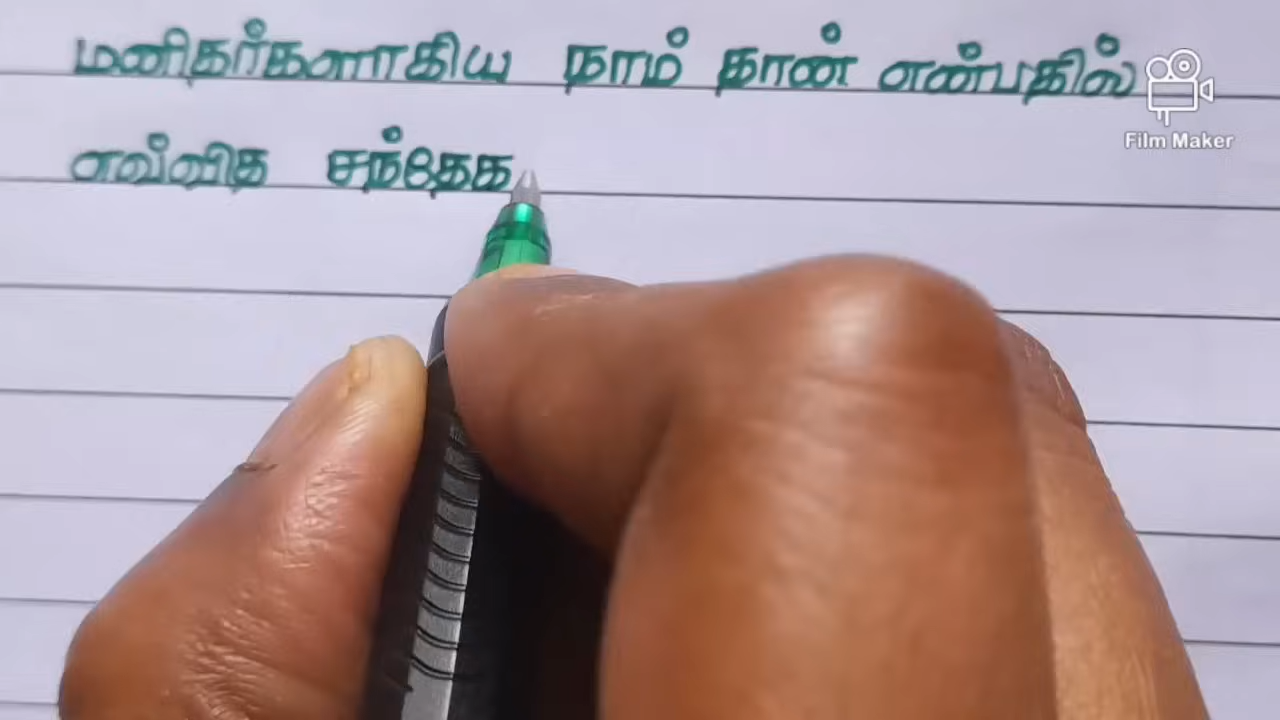 மனிதர்களாகிய நாம் தான் என்பதில்
எவ்வித சந்தேக
Film Maker